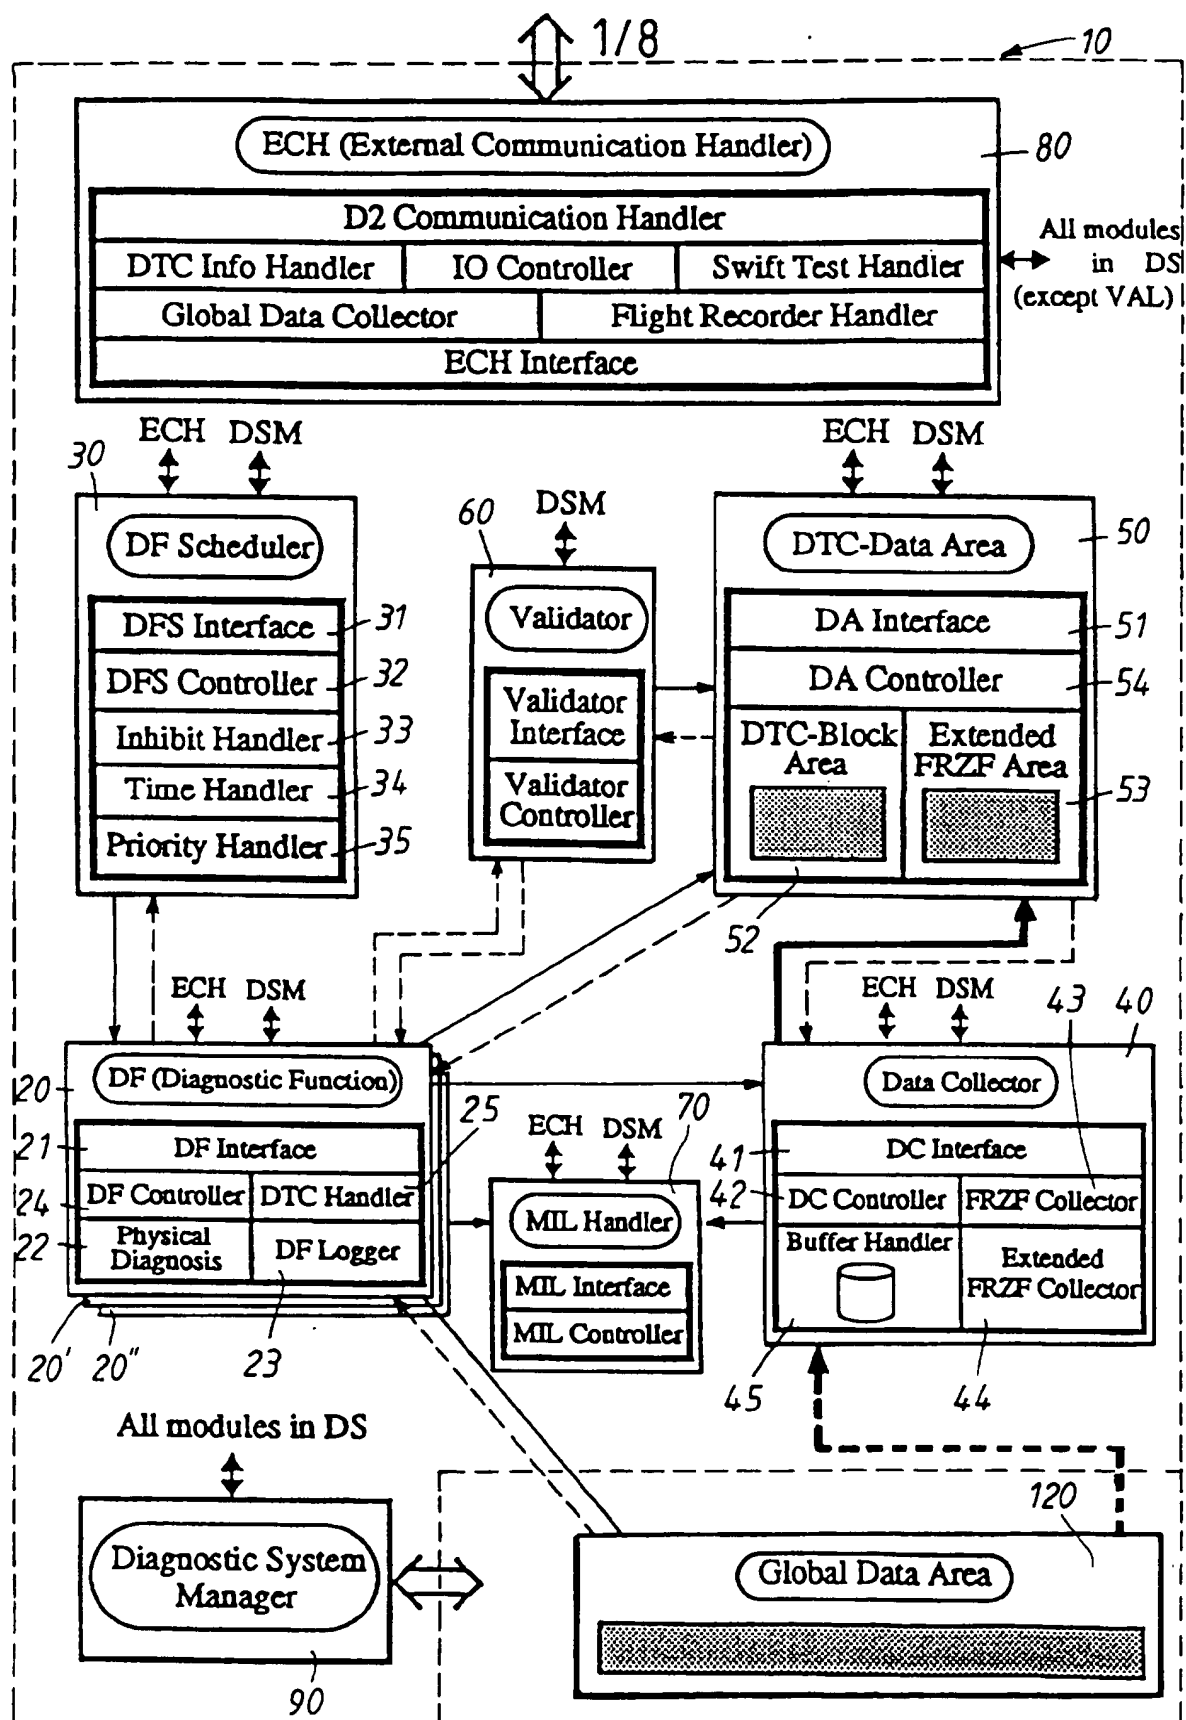 1/8
10
ECH (External Communication Handler)
80
D2 Communication Handler
DTC Info Handler
IO Controller
Swift Test Handler
Global Data Collector
Flight Recorder Handler
ECH Interface
All modules
in DS
(except VAL)
ECH DSM
30
DF Scheduler
DFS Interface
31
DFS Controller
32
Inhibit Handler
33
Time Handler
34
Priority Handler
35
60
DSM
Validator
Validator
Interface
Validator
Controller
ECH DSM
DTC-Data Area
50
DA Interface
51
DA Controller
54
DTC-Block
Area
Extended
FRZF Area
53
52
ECH DSM
20
DF (Diagnostic Function)
21
DF Interface
25
24
DF Controller
DTC Handler
22
Physical
Diagnosis
DF Logger
20'
20"
23
ECH DSM
70
MIL Handler
MIL Interface
MIL Controller
ECH DSM
43
40
Data Collector
41
DC Interface
42
DC Controller
FRZF Collector
Buffer Handler
Extended
FRZF Collector
45
44
All modules in DS
Diagnostic System
Manager
90
120
Global Data Area